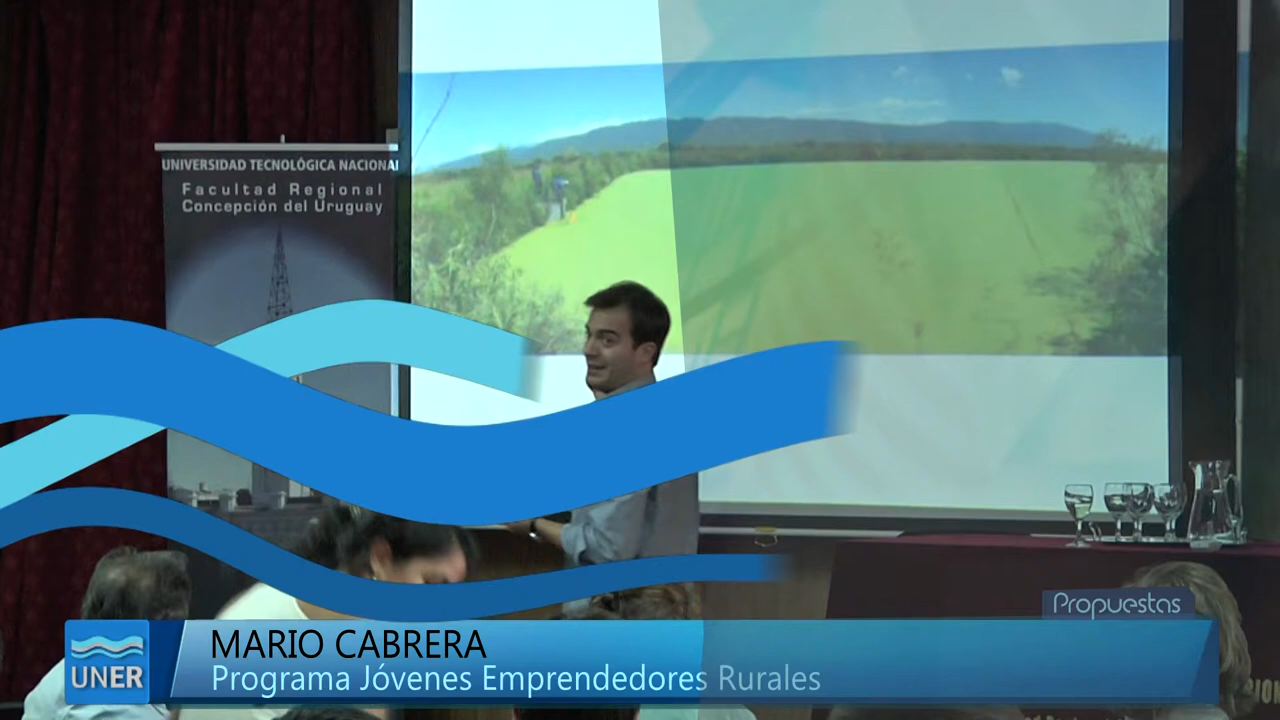 UNIVERSIDAD TECNOLÓGICA NACIONAL
Facultad Regional
Concepción del Uruguay
Propuestas
MARIO CABRERA
Programa Jóvenes Emprendedores Rurales
UNER